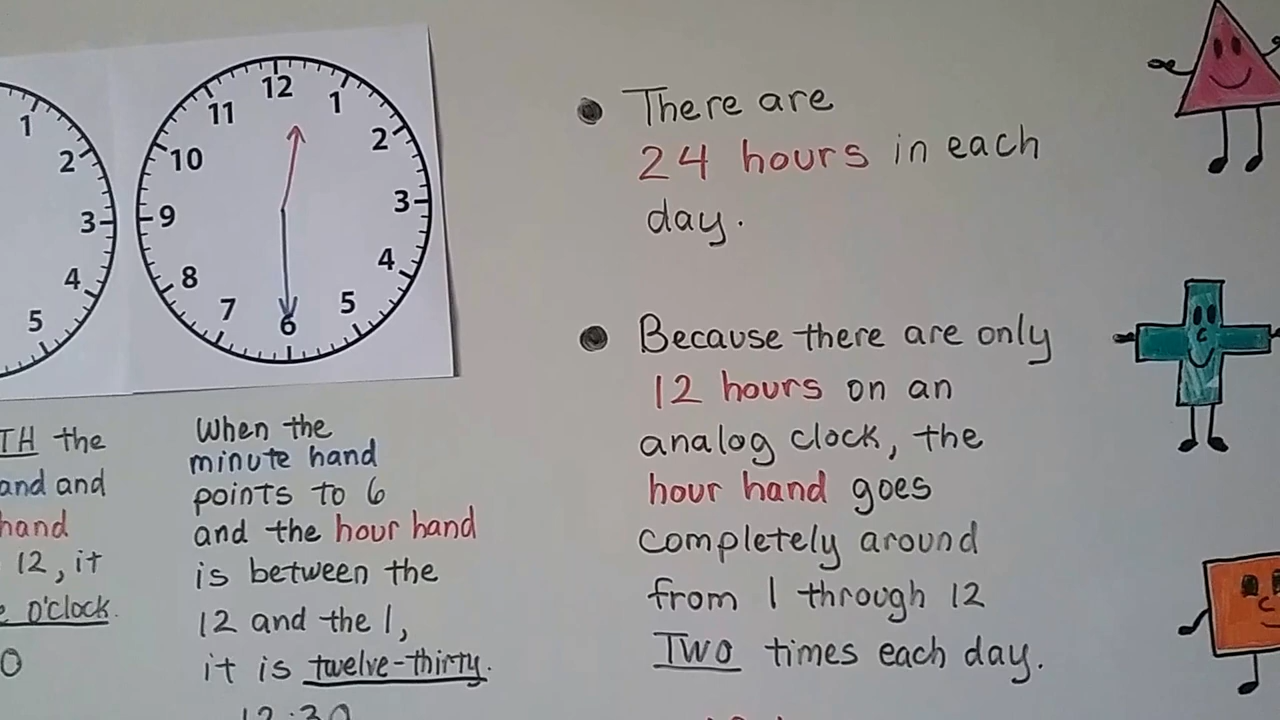 12
11
1
10
2
9
3
8
4
7
5
6
1
2
3
4
5
TH the
and and
hand
12, it
o'clock.
0
When the
minute hand
points to 6
and the hour hand
is between the
12 and the 1,
it is twelve-thirty.
12:30
There are
24 hours in each
day.
Because there are only
12 hours on an
analog clock, the
hour hand goes
completely around
from 1 through 12
TWO times each day.